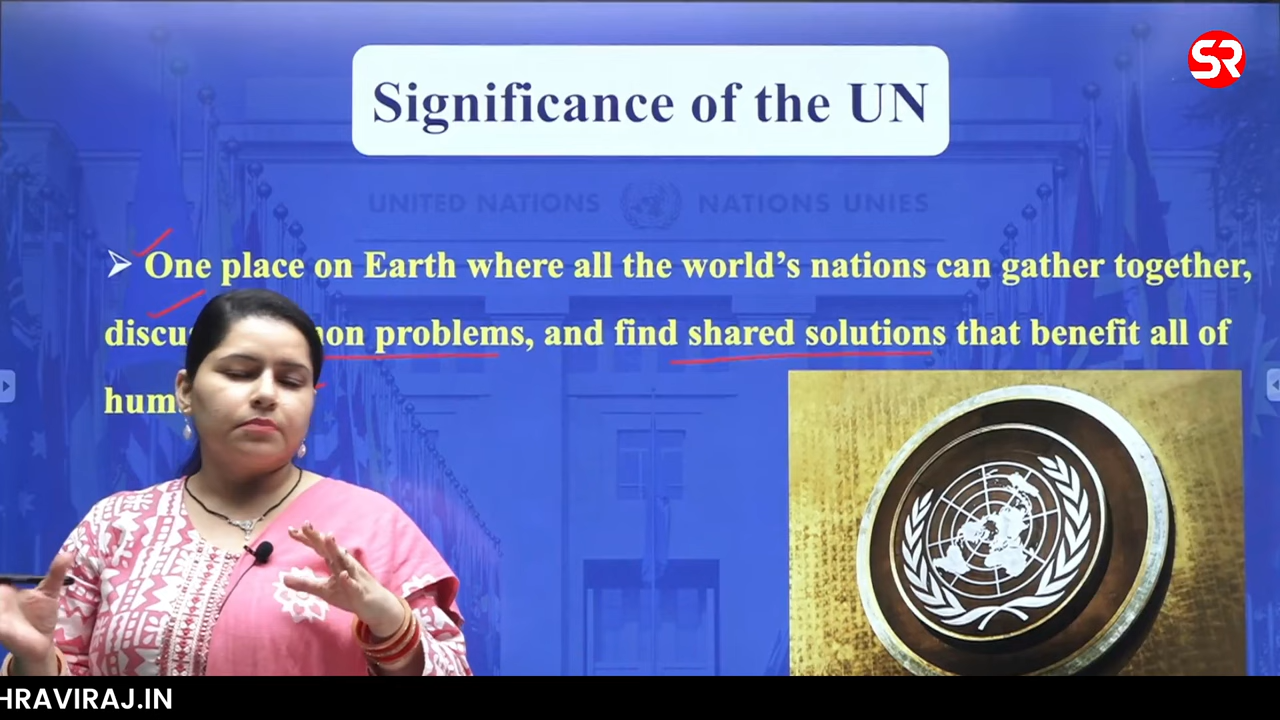 SR
Significance of the UN
UNITED NATIONS NATIONS UNIES
➢ One place on Earth where all the world’s nations can gather together,
problems, and find shared solutions that benefit all of
HRAVIRAJ.IN